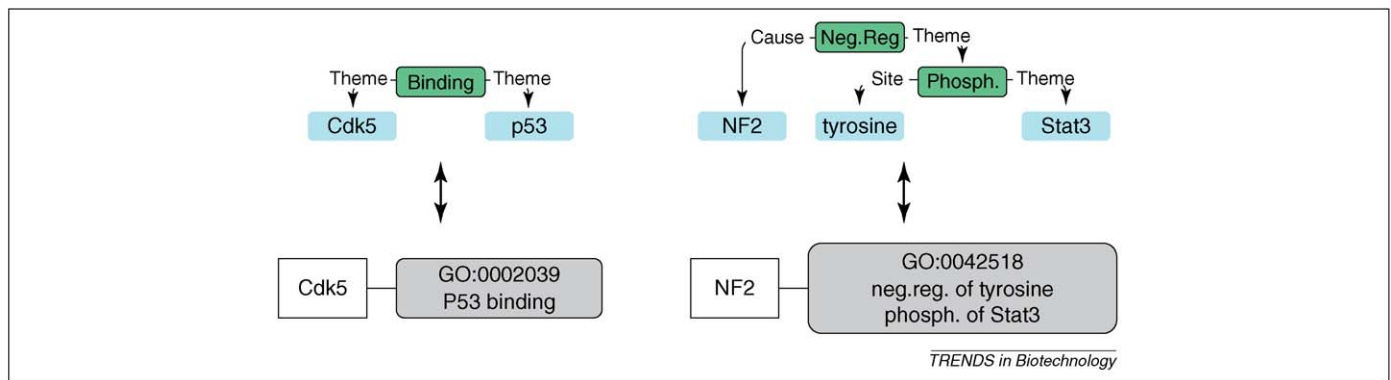 Cause Neg.Reg Theme
Theme Binding Theme
Site Phosph. Theme
Cdk5 p53
NF2 tyrosine Stat3
Cdk5
GO:0002039
P53 binding
NF2
GO:0042518
neg.reg. of tyrosine
phosph. of Stat3
TRENDS in Biotechnology